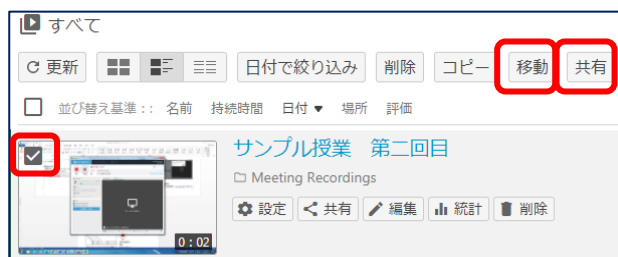 すべて
更新 日付で絞り込み 削除 コピー 移動 共有
並び替え基準:: 名前 持続時間 日付▼ 場所 評価
サンプル授業 第二回目
Meeting Recordings
設定 共有 編集 統計 削除
0:02